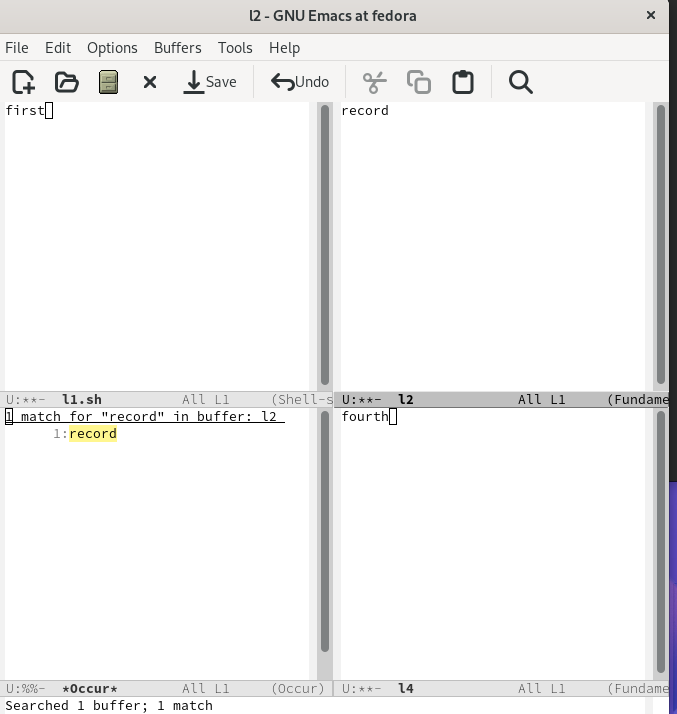 l2 - GNU Emacs at fedora ×
File Edit Options Buffers Tools Help
Save Undo
first
record
U:**- l1.sh All L1 (Shell-s
U:**- l2 All L1 (Fundame
1 match for "record" in buffer: l2
1:record
fourth
U:%%- *Occur* All L1 (Occur)
U:**- l4 All L1 (Fundame
Searched 1 buffer; 1 match